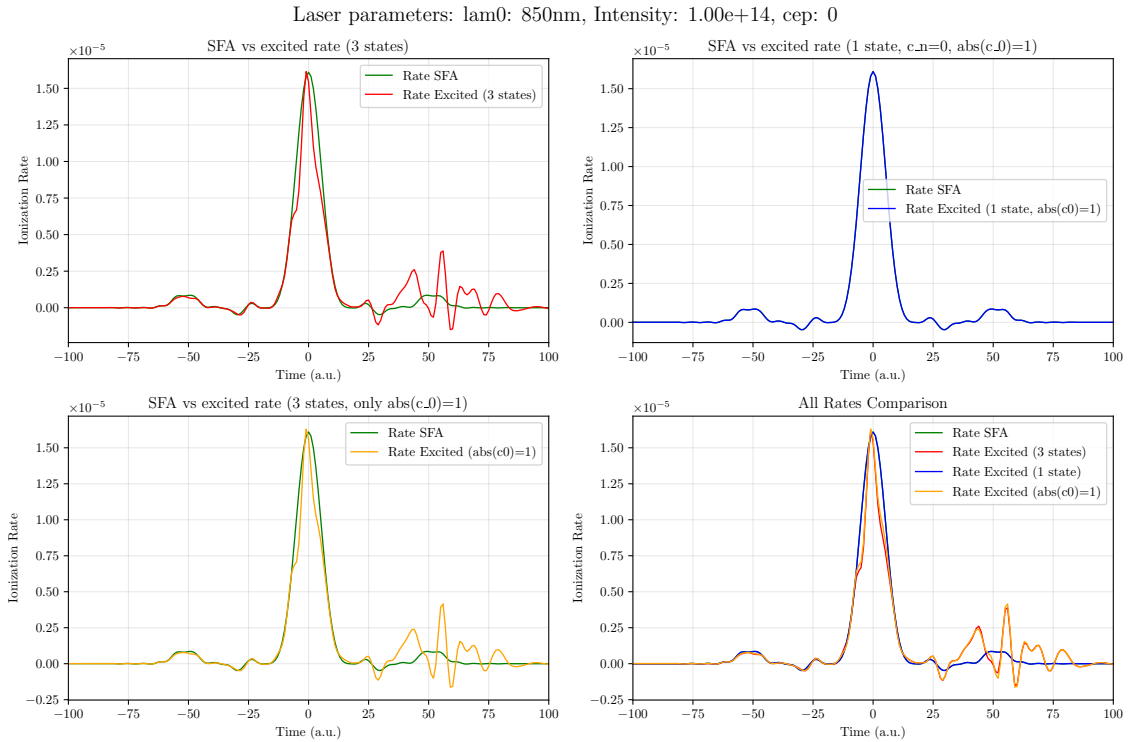 Laser parameters: lam0: 850nm, Intensity: 1.00e+14, cep: 0
SFA vs excited rate (3 states)
×10⁻⁵
Rate SFA
Rate Excited (3 states)
1.50
1.25
1.00
0.75
0.50
0.25
0.00
Ionization Rate
−100 −75 −50 −25 0 25 50 75 100
Time (a.u.)
SFA vs excited rate (1 state, c_n=0, abs(c_0)=1)
×10⁻⁵
Rate SFA
Rate Excited (1 state, abs(c0)=1)
1.50
1.25
1.00
0.75
0.50
0.25
0.00
Ionization Rate
−100 −75 −50 −25 0 25 50 75 100
Time (a.u.)
SFA vs excited rate (3 states, only abs(c_0)=1)
×10⁻⁵
Rate SFA
Rate Excited (abs(c0)=1)
1.50
1.25
1.00
0.75
0.50
0.25
0.00
−0.25
Ionization Rate
−100 −75 −50 −25 0 25 50 75 100
Time (a.u.)
All Rates Comparison
×10⁻⁵
Rate SFA
Rate Excited (3 states)
Rate Excited (1 state)
Rate Excited (abs(c0)=1)
1.50
1.25
1.00
0.75
0.50
0.25
0.00
−0.25
Ionization Rate
−100 −75 −50 −25 0 25 50 75 100
Time (a.u.)